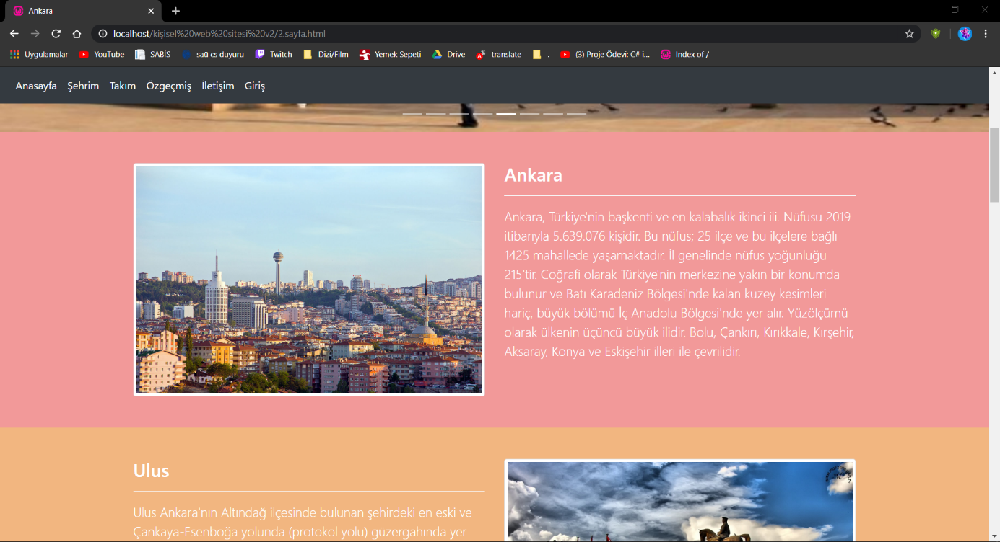 Ankara
localhost/kişisel%20web%20sitesi%20v2/2.sayfa.html
Uygulamalar YouTube SABİS saü cs duyuru Twitch Dizi/Film Yemek Sepeti Drive translate . (3) Proje Ödevi: C# i... Index of /
Anasayfa Şehrim Takım Özgeçmiş İletişim Giriş
Ankara
Ankara, Türkiye'nin başkenti ve en kalabalık ikinci ili. Nüfusu 2019
itibarıyla 5.639.076 kişidir. Bu nüfus; 25 ilçe ve bu ilçelere bağlı
1425 mahallede yaşamaktadır. İl genelinde nüfus yoğunluğu
215'tir. Coğrafi olarak Türkiye'nin merkezine yakın bir konumda
bulunur ve Batı Karadeniz Bölgesi'nde kalan kuzey kesimleri
hariç, büyük bölümü İç Anadolu Bölgesi'nde yer alır. Yüzölçümü
olarak ülkenin üçüncü büyük ilidir. Bolu, Çankırı, Kırıkkale, Kırşehir,
Aksaray, Konya ve Eskişehir illeri ile çevrilidir.
Ulus
Ulus Ankara'nın Altındağ ilçesinde bulunan şehirdeki en eski ve
Çankaya-Esenboğa yolunda (protokol yolu) güzergahında yer